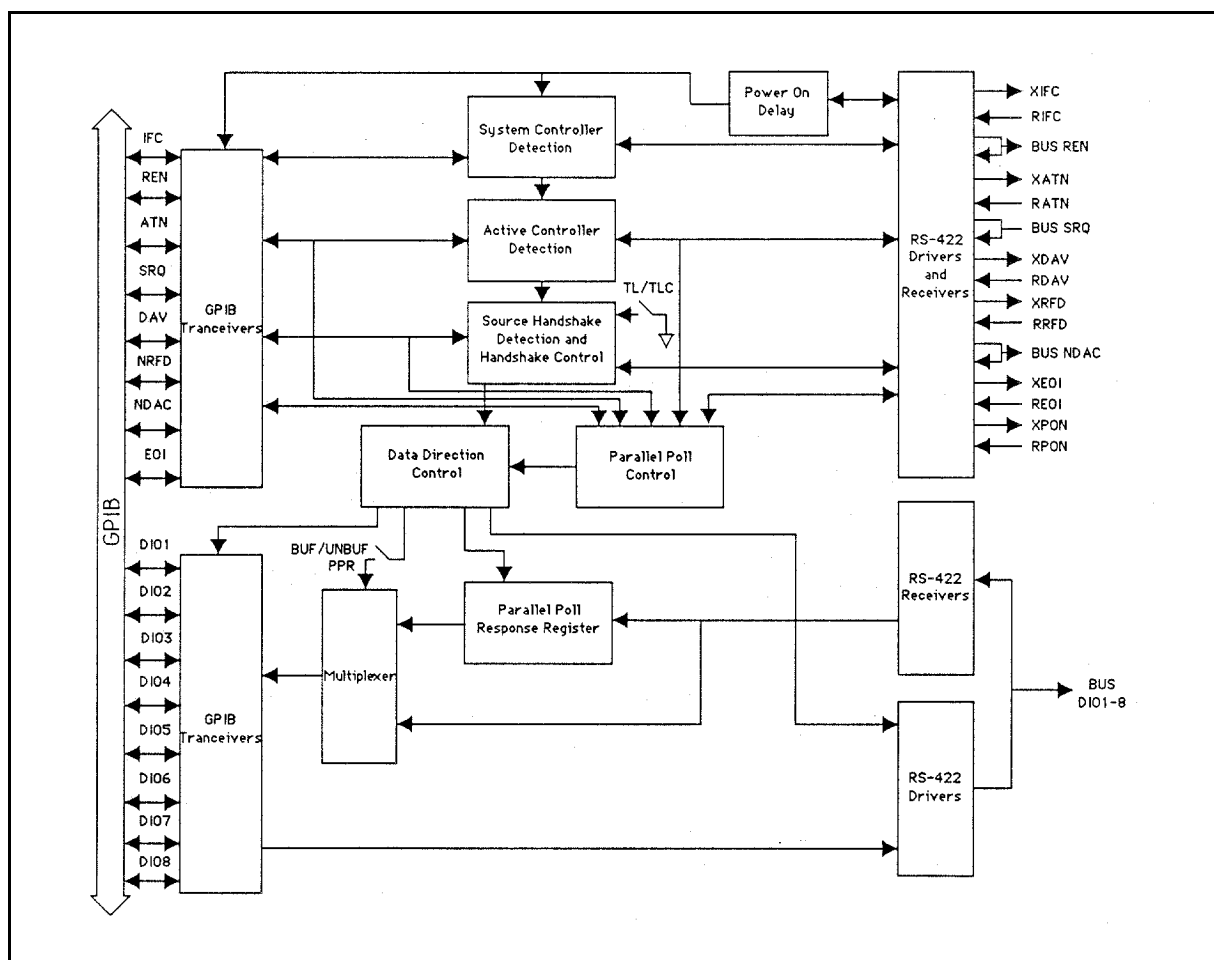 Power On
Delay
XIFC
RIFC
BUS REN
XATN
RATN
BUS SRQ
XDAV
RDAV
XRFD
RRFD
BUS NDAC
XEOI
REOI
XPON
RPON
IFC
REN
ATN
SRQ
DAV
NRFD
NDAC
EOI
GPIB
Tranceivers
System Controller
Detection
Active Controller
Detection
TL/TLC
Source Handshake
Detection and
Handshake Control
RS-422
Drivers
and
Receivers
Data Direction
Control
Parallel Poll
Control
GPIB
DIO1
DIO2
DIO3
DIO4
DIO5
DIO6
DIO7
DIO8
GPIB
Tranceivers
BUF/UNBUF
PPR
Multiplexer
Parallel Poll
Response Register
RS-422
Receivers
BUS
DIO1-8
RS-422
Drivers